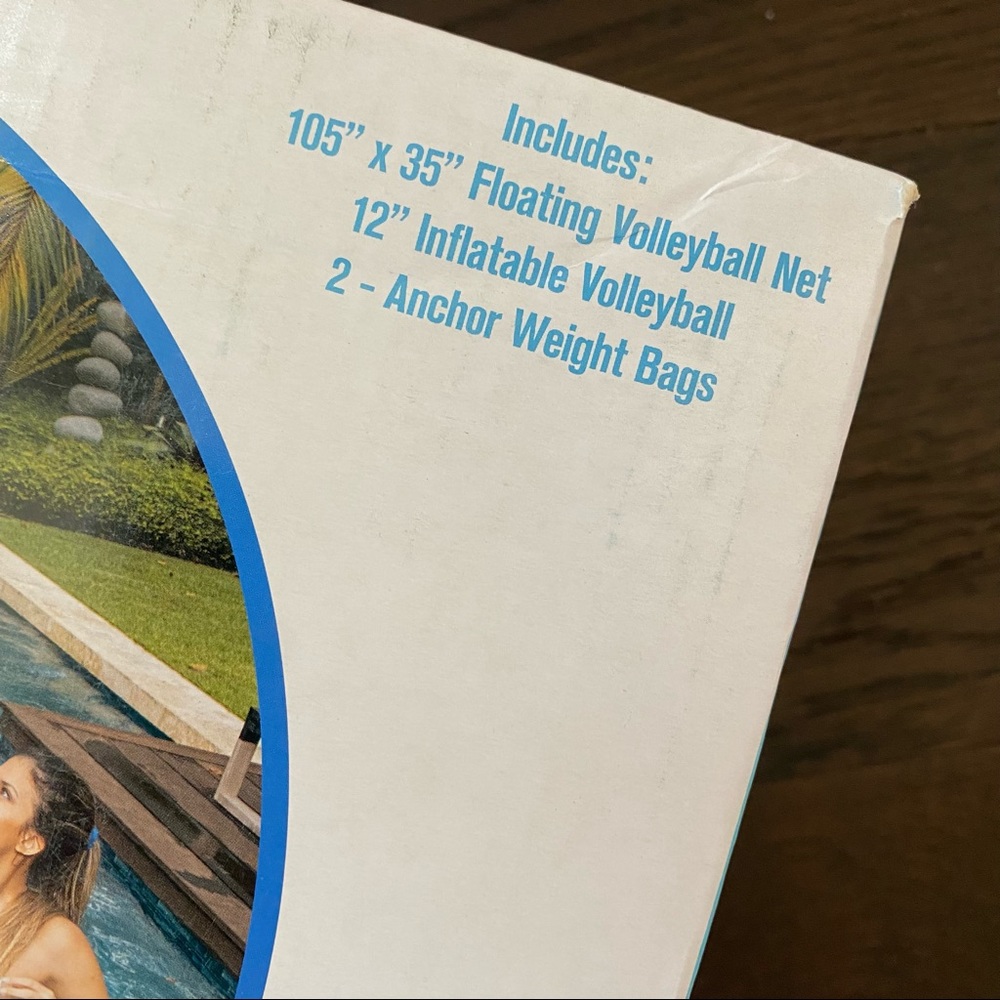 Includes:
105” x 35” Floating Volleyball Net
12” Inflatable Volleyball
2 - Anchor Weight Bags